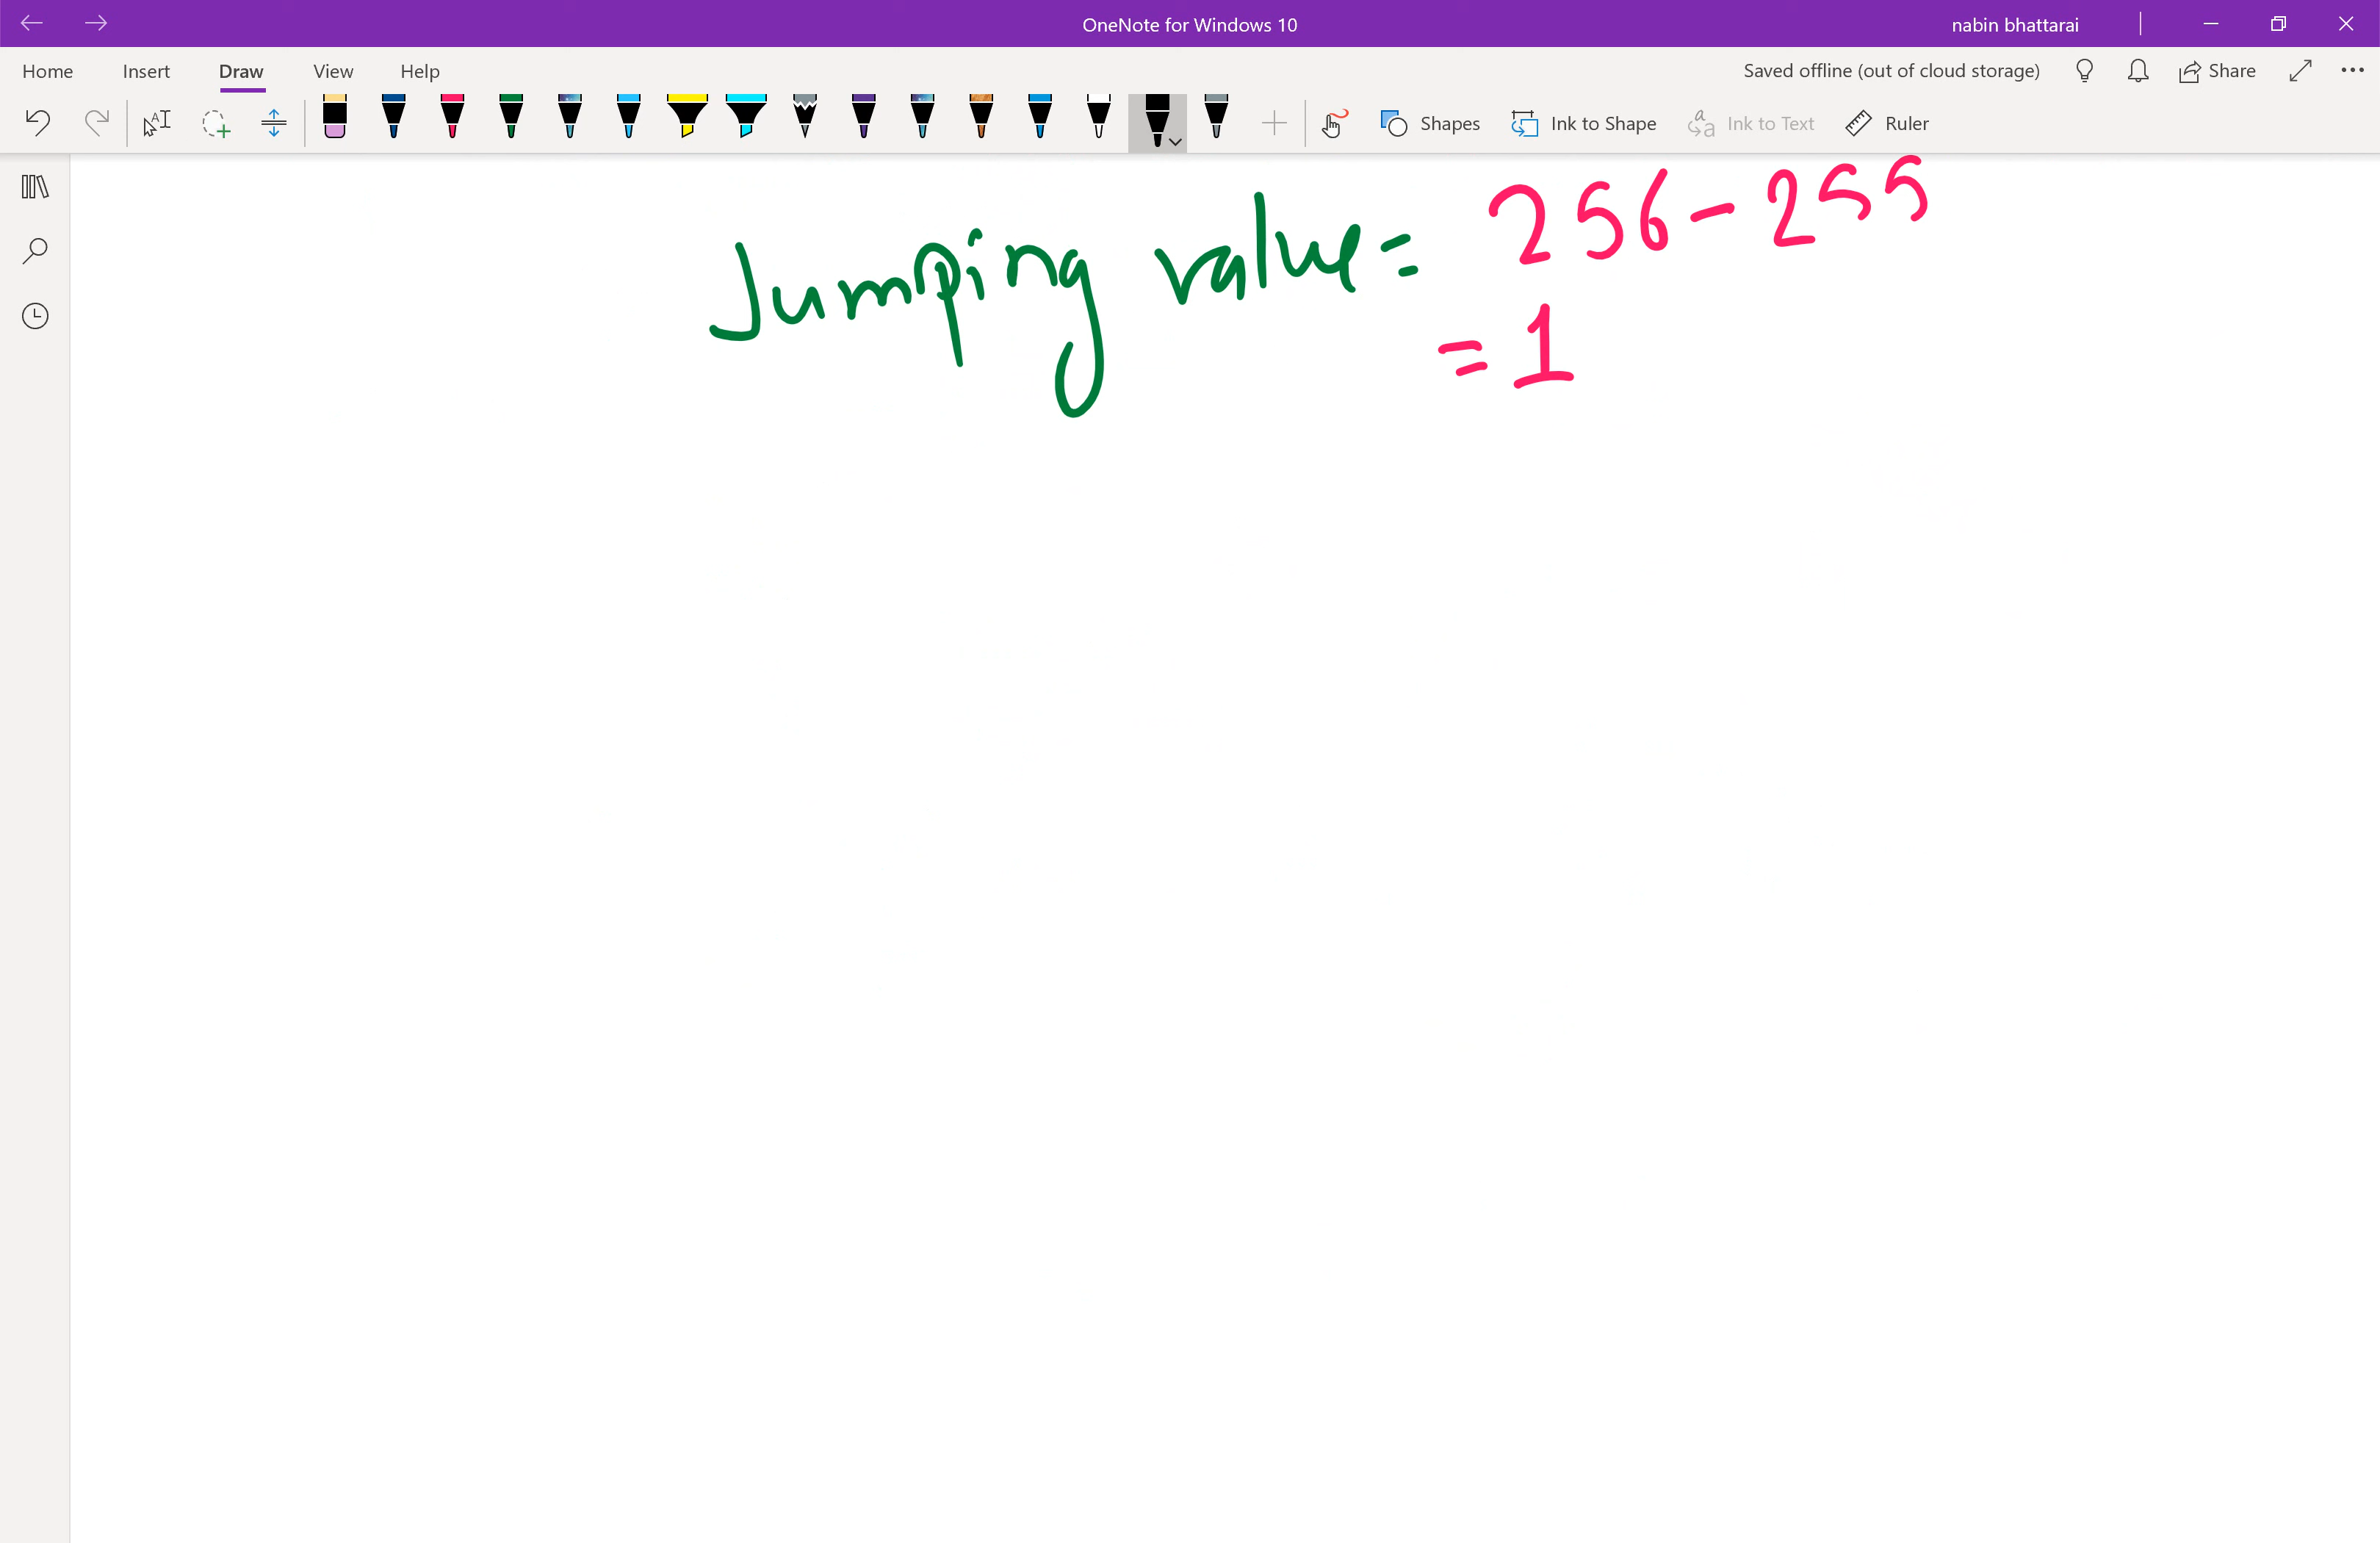 OneNote for Windows 10
nabin bhattarai
Home Insert Draw View Help
Saved offline (out of cloud storage)
Share
Shapes Ink to Shape Ink to Text Ruler
Jumping value = 256 - 255
= 1